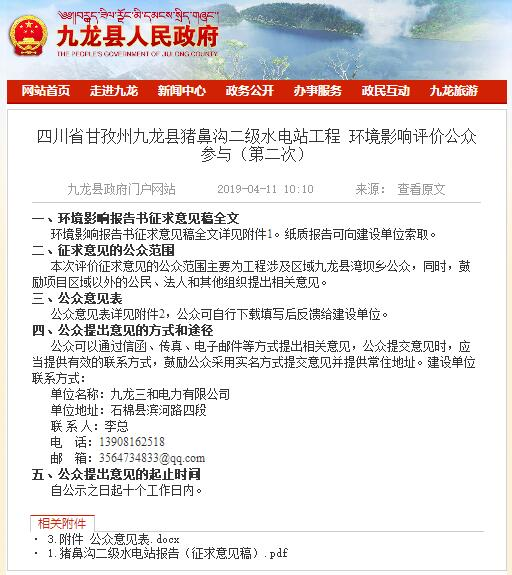 九龙县人民政府
THE PEOPLE'S GOVERNMENT OF JIULONG COUNTY
网站首页 走进九龙 新闻中心 政务公开 办事服务 政民互动 九龙旅游
四川省甘孜州九龙县猪鼻沟二级水电站工程 环境影响评价公众
参与（第二次）
九龙县政府门户网站 2019-04-11 10:10 来源： 查看原文
一、环境影响报告书征求意见稿全文
环境影响报告书征求意见稿全文详见附件1。纸质报告可向建设单位索取。
二、征求意见的公众范围
本次评价征求意见的公众范围主要为工程涉及区域九龙县湾坝乡公众，同时，鼓
励项目区域以外的公民、法人和其他组织提出相关意见。
三、公众意见表
公众意见表详见附件2，公众可自行下载填写后反馈给建设单位。
四、公众提出意见的方式和途径
公众可以通过信函、传真、电子邮件等方式提出相关意见，公众提交意见时，应
当提供有效的联系方式，鼓励公众采用实名方式提交意见并提供常住地址。建设单位
联系方式：
单位名称：九龙三和电力有限公司
单位地址：石棉县滨河路四段
联 系 人：李总
电　话：13908162518
邮　箱：3564734833@qq.com
五、公众提出意见的起止时间
自公示之日起十个工作日内。
相关附件
· 3.附件 公众意见表.docx
· 1.猪鼻沟二级水电站报告（征求意见稿）.pdf